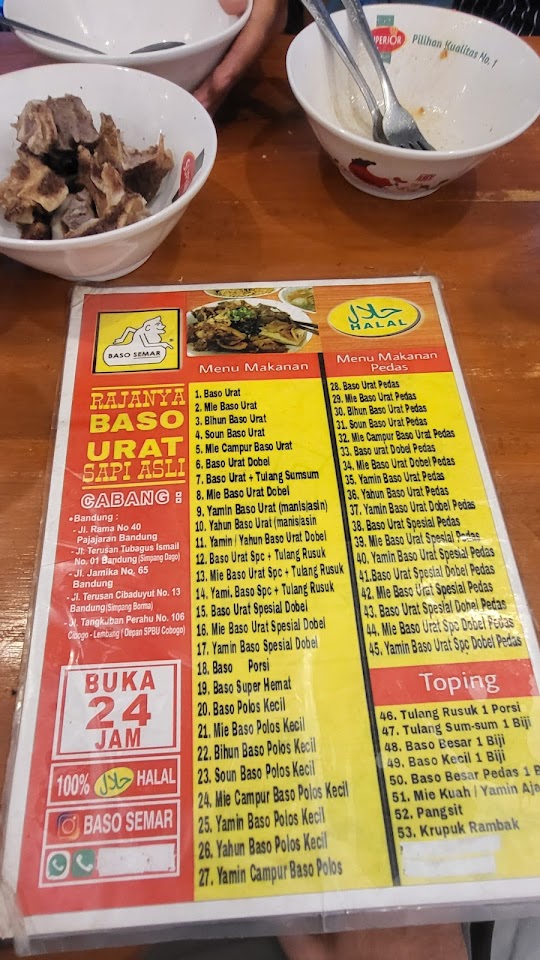 SUPERIOR
Pilihan Kualitas No. 1
BASO SEMAR
حلال
HALAL
RAJANYA
BASO
URAT
SAPI ASLI
CABANG :
• Bandung :
- Jl. Rama No 40
Pajajaran Bandung
- Jl. Terusan Tubagus Ismail
No. 01 Bandung (Simpang Dago)
- Jl. Jamika No. 65
Bandung
- Jl. Terusan Cibaduyut No. 13
Bandung (Simpang Borma)
- Jl. Tangkuban Perahu No. 106
Cibogo - Lembang / Depan SPBU Cobogo)
BUKA
24
JAM
100% حلال HALAL
BASO SEMAR
Menu Makanan
1. Baso Urat
2. Mie Baso Urat
3. Bihun Baso Urat
4. Soun Baso Urat
5. Mie Campur Baso Urat
6. Baso Urat Dobel
7. Baso Urat + Tulang Sumsum
8. Mie Baso Urat Dobel
9. Yamin Baso Urat (manis|asin)
10. Yahun Baso Urat (manis|asin
11. Yamin / Yahun Baso Urat Dobel
12. Baso Urat Spc + Tulang Rusuk
13. Mie Baso Urat Spc + Tulang Rusuk
14. Yami. Baso Spc + Tulang Rusuk
15. Baso Urat Spesial Dobel
16. Mie Baso Urat Spesial Dobel
17. Yamin Baso Spesial Dobel
18. Baso Porsi
19. Baso Super Hemat
20. Baso Polos Kecil
21. Mie Baso Polos Kecil
22. Bihun Baso Polos Kecil
23. Soun Baso Polos Kecil
24. Mie Campur Baso Polos Kecil
25. Yamin Baso Polos Kecil
26. Yahun Baso Polos Kecil
27. Yamin Campur Baso Polos
Menu Makanan
Pedas
28. Baso Urat Pedas
29. Mie Baso Urat Pedas
30. Bihun Baso Urat Pedas
31. Soun Baso Urat Pedas
32. Mie Campur Baso Urat Pedas
33. Baso urat Dobel Pedas
34. Mie Baso Urat Dobel Pedas
35. Yamin Baso Urat Pedas
36. Yahun Baso Urat Pedas
37. Yamin Baso Urat Dobel Pedas
38. Baso Urat Spesial Pedas
39. Mie Baso Urat Spesial Pedas
40. Yamin Baso Urat Spesial Pedas
41.Baso Urat Spesial Dobel Pedas
42. Mie Baso Urat Spesial Pedas
43. Baso Urat Spesial Dobel Pedas
44. Mie Baso Urat Spc Dobel Pedas
45. Yamin Baso Urat Spc Dobel Pedas
Toping
46. Tulang Rusuk 1 Porsi
47. Tulang Sum-sum 1 Biji
48. Baso Besar 1 Biji
49. Baso Kecil 1 Biji
50. Baso Besar Pedas 1 B
51. Mie Kuah / Yamin Aja
52. Pangsit
53. Krupuk Rambak